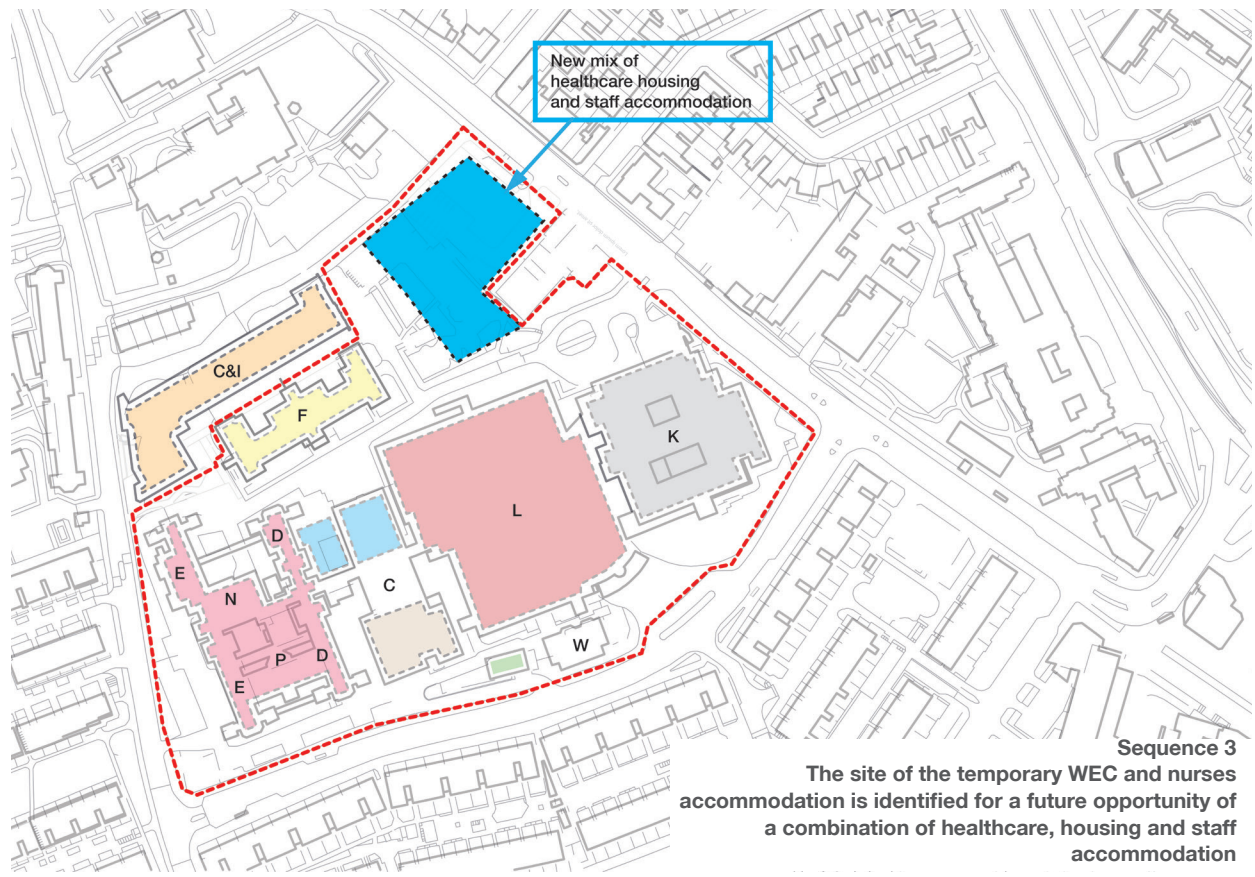 New mix of
healthcare housing
and staff accommodation
C&I
F
K
L
D
E
N
C
P
D
E
W
Sequence 3
The site of the temporary WEC and nurses
accommodation is identified for a future opportunity of
a combination of healthcare, housing and staff
accommodation